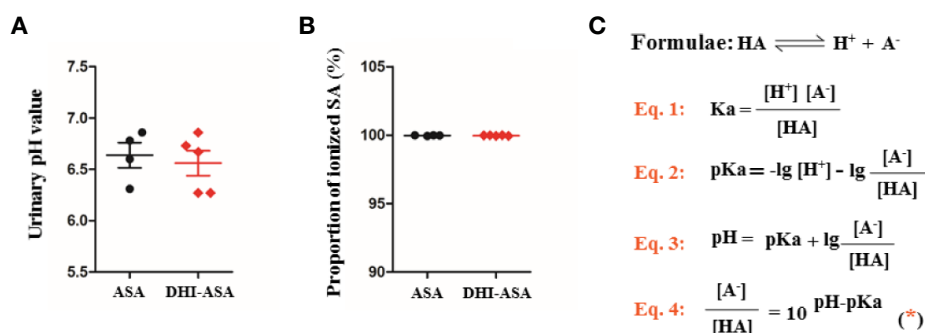 A
Urinary pH value
7.5
7.0
6.5
6.0
5.5
ASA
DHI-ASA
B
Proportion of ionized SA (%)
105
100
95
90
ASA
DHI-ASA
C
Formulae: HA ⇌ H⁺ + A⁻
Eq. 1: Ka = [H⁺] [A⁻] / [HA]
Eq. 2: pKa = -lg [H⁺] - lg [A⁻] / [HA]
Eq. 3: pH = pKa + lg [A⁻] / [HA]
Eq. 4: [A⁻] / [HA] = 10 ^ pH-pKa (*)